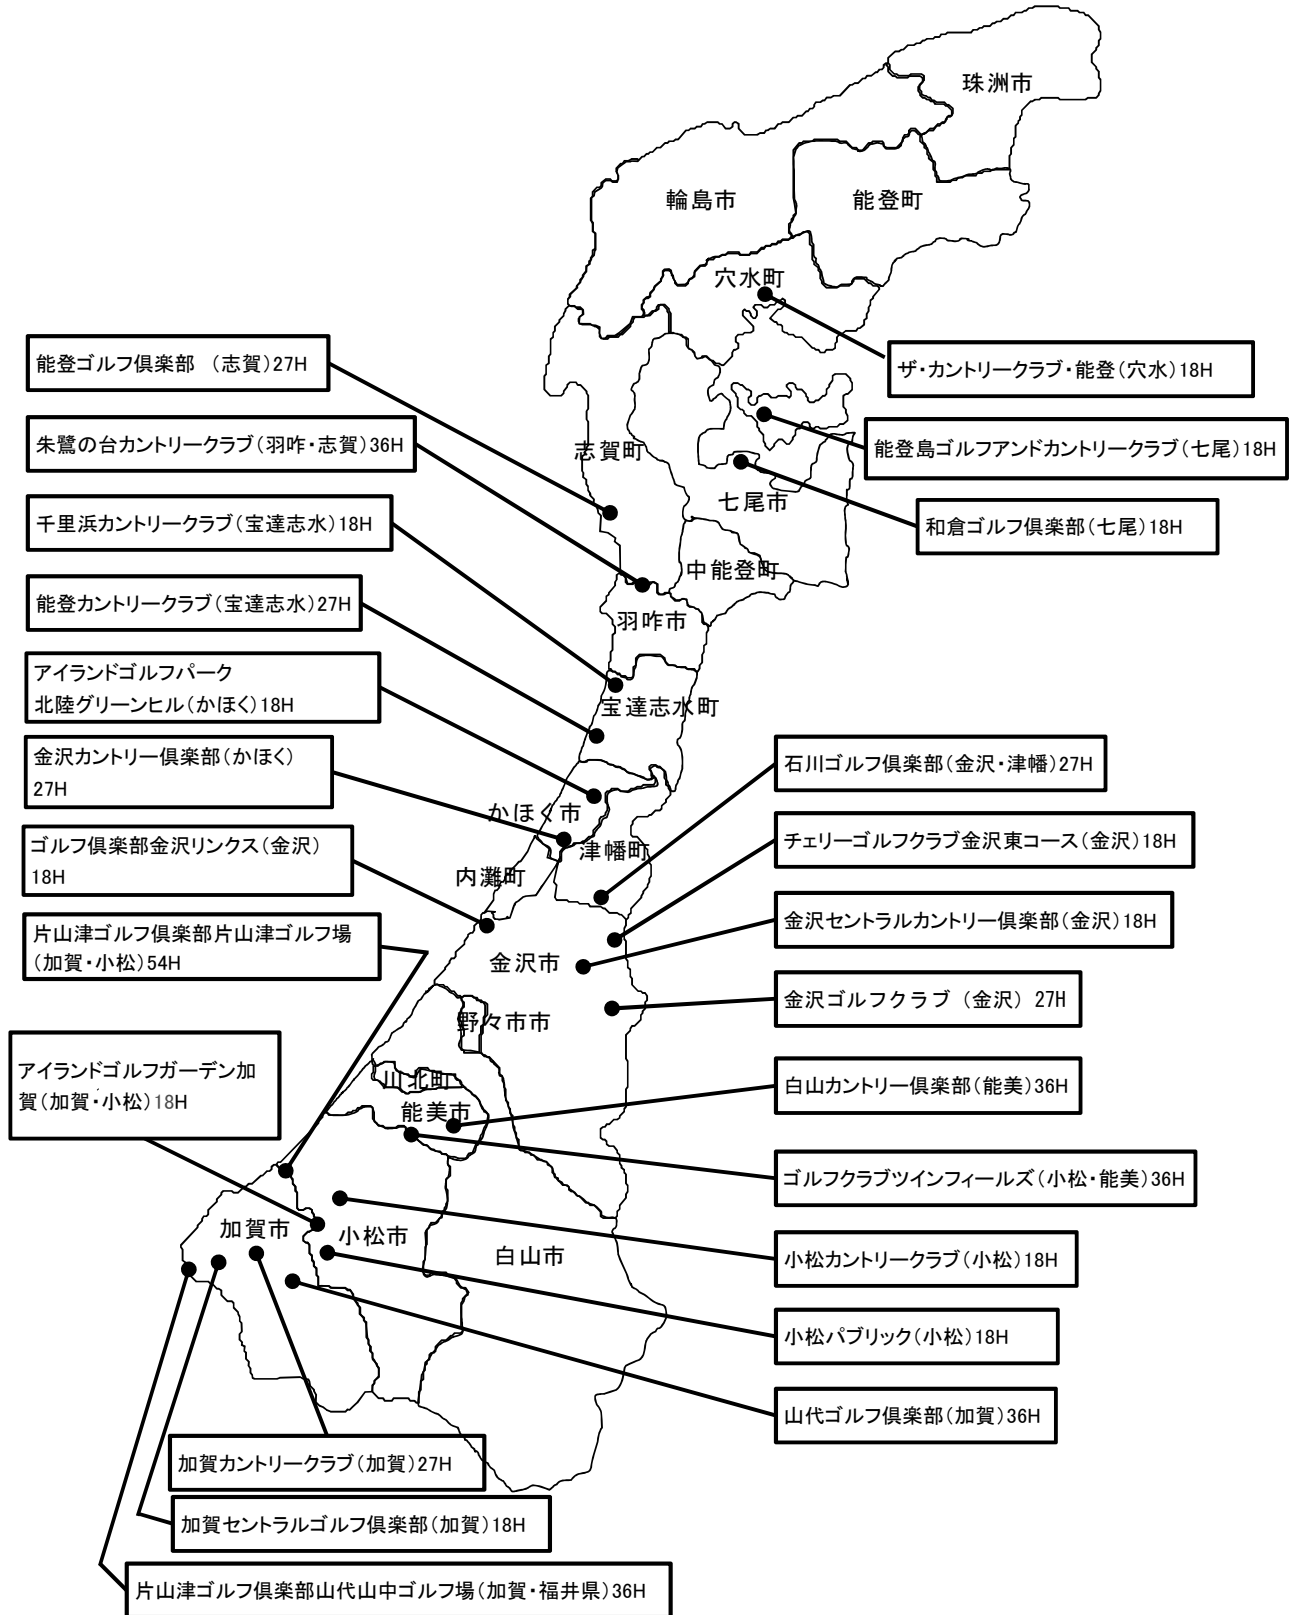 珠洲市
輪島市
能登町
穴水町
能登ゴルフ倶楽部 (志賀)27H
ザ・カントリークラブ・能登(穴水)18H
朱鷺の台カントリークラブ(羽咋・志賀)36H
志賀町
能登島ゴルフアンドカントリークラブ(七尾)18H
七尾市
千里浜カントリークラブ(宝達志水)18H
和倉ゴルフ倶楽部(七尾)18H
中能登町
能登カントリークラブ(宝達志水)27H
羽咋市
アイランドゴルフパーク
北陸グリーンヒル(かほく)18H
宝達志水町
金沢カントリー倶楽部(かほく)
27H
石川ゴルフ倶楽部(金沢・津幡)27H
かほく市
ゴルフ倶楽部金沢リンクス(金沢)
18H
津幡町
チェリーゴルフクラブ金沢東コース(金沢)18H
内灘町
片山津ゴルフ倶楽部片山津ゴルフ場
(加賀・小松)54H
金沢セントラルカントリー倶楽部(金沢)18H
金沢市
金沢ゴルフクラブ (金沢) 27H
野々市市
アイランドゴルフガーデン加
賀(加賀・小松)18H
川北町
白山カントリー倶楽部(能美)36H
能美市
ゴルフクラブツインフィールズ(小松・能美)36H
加賀市
小松市
白山市
小松カントリークラブ(小松)18H
小松パブリック(小松)18H
山代ゴルフ倶楽部(加賀)36H
加賀カントリークラブ(加賀)27H
加賀セントラルゴルフ倶楽部(加賀)18H
片山津ゴルフ倶楽部山代山中ゴルフ場(加賀・福井県)36H